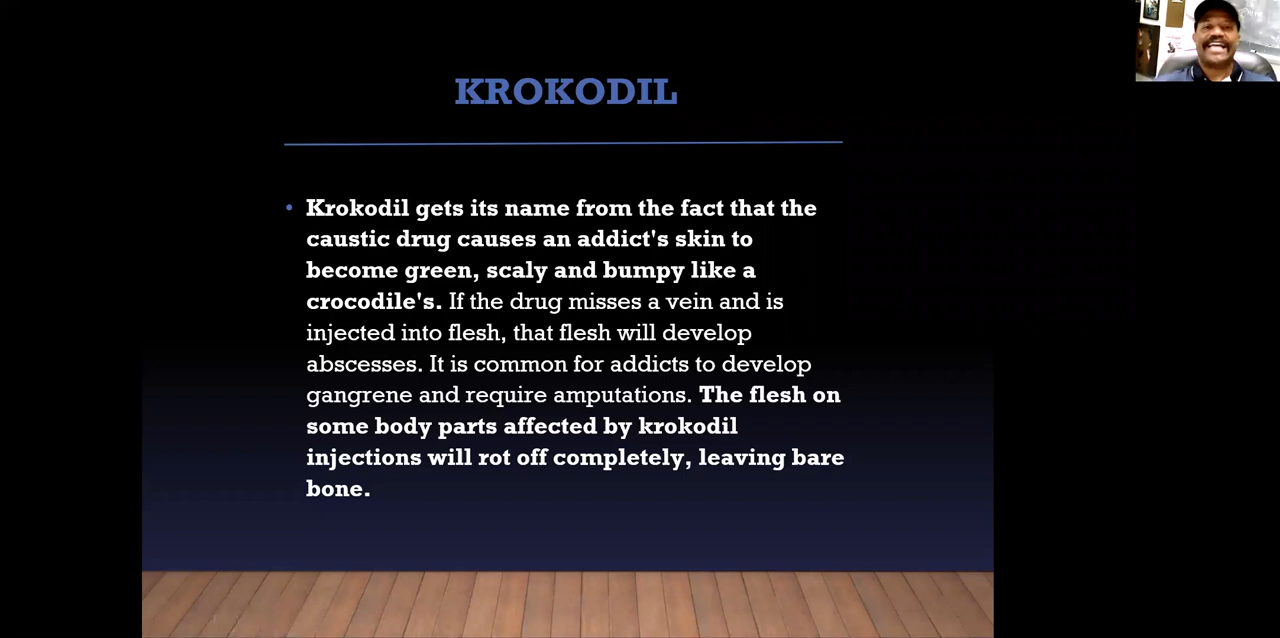 KROKODIL
• Krokodil gets its name from the fact that the
caustic drug causes an addict's skin to
become green, scaly and bumpy like a
crocodile's. If the drug misses a vein and is
injected into flesh, that flesh will develop
abscesses. It is common for addicts to develop
gangrene and require amputations. The flesh on
some body parts affected by krokodil
injections will rot off completely, leaving bare
bone.